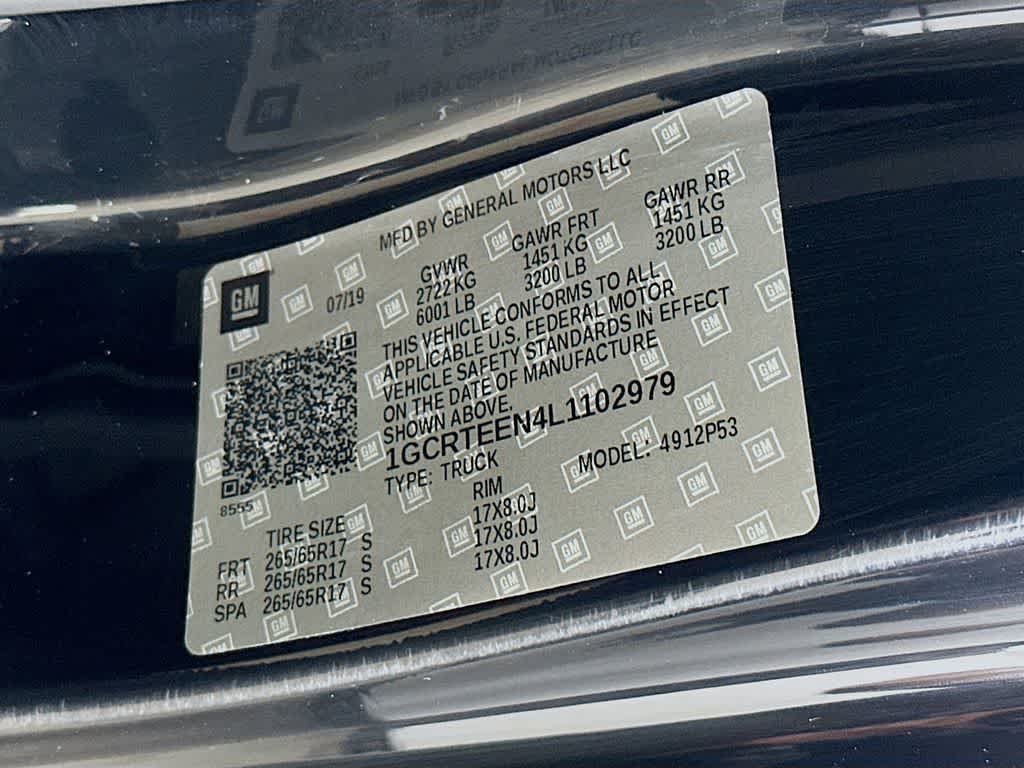 MFD BY GENERAL MOTORS LLC
GM
07/19
GVWR GAWR FRT GAWR RR
2722 KG 1451 KG 1451 KG
6001 LB 3200 LB 3200 LB
THIS VEHICLE CONFORMS TO ALL
APPLICABLE U.S. FEDERAL MOTOR
VEHICLE SAFETY STANDARDS IN EFFECT
ON THE DATE OF MANUFACTURE
SHOWN ABOVE.
1GCRTEEN4L1102979
TYPE: TRUCK MODEL: 4912P53
8555
TIRE SIZE RIM
FRT 265/65R17 S 17X8.0J
RR 265/65R17 S 17X8.0J
SPA 265/65R17 S 17X8.0J